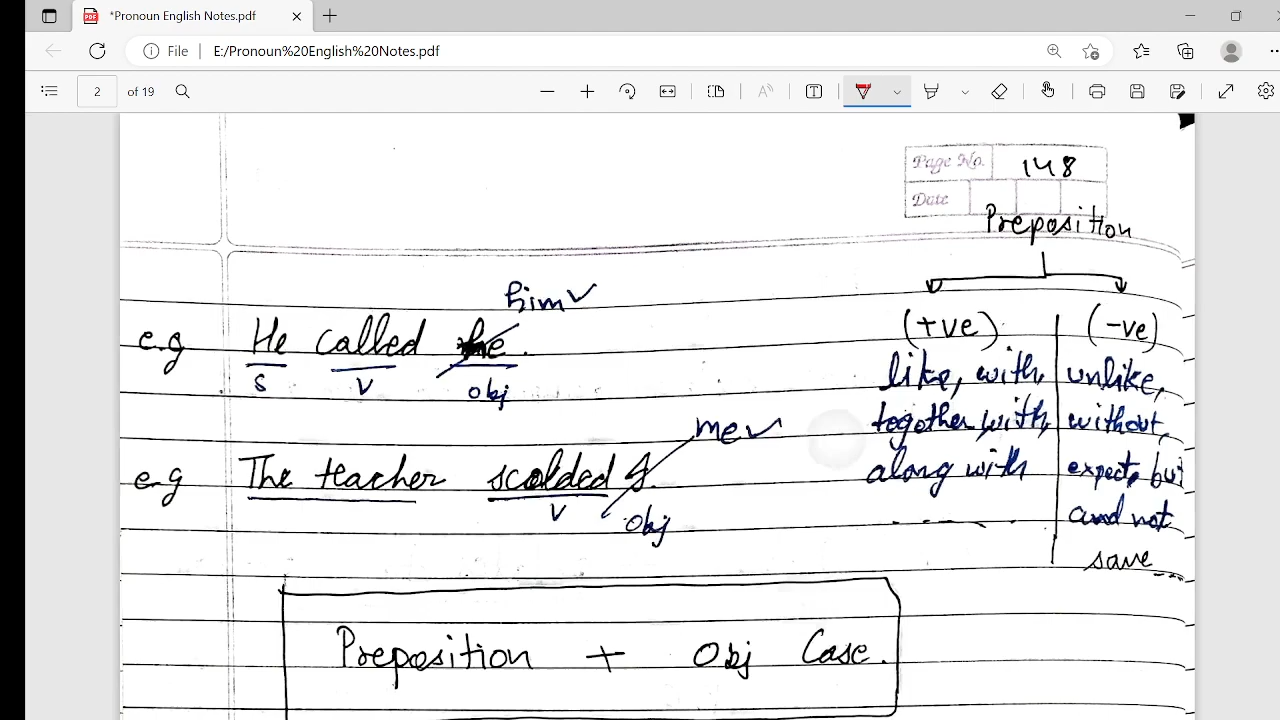 *Pronoun English Notes.pdf
File | E:/Pronoun%20English%20Notes.pdf
2 of 19
Page No. 148
Date
Preposition
(+ve) (-ve)
like, with, unlike,
together with, without,
along with expect, but
and not
save
him
e.g He called he.
S V obj
me
e.g The teacher scolded I.
V obj
Preposition + Obj Case.